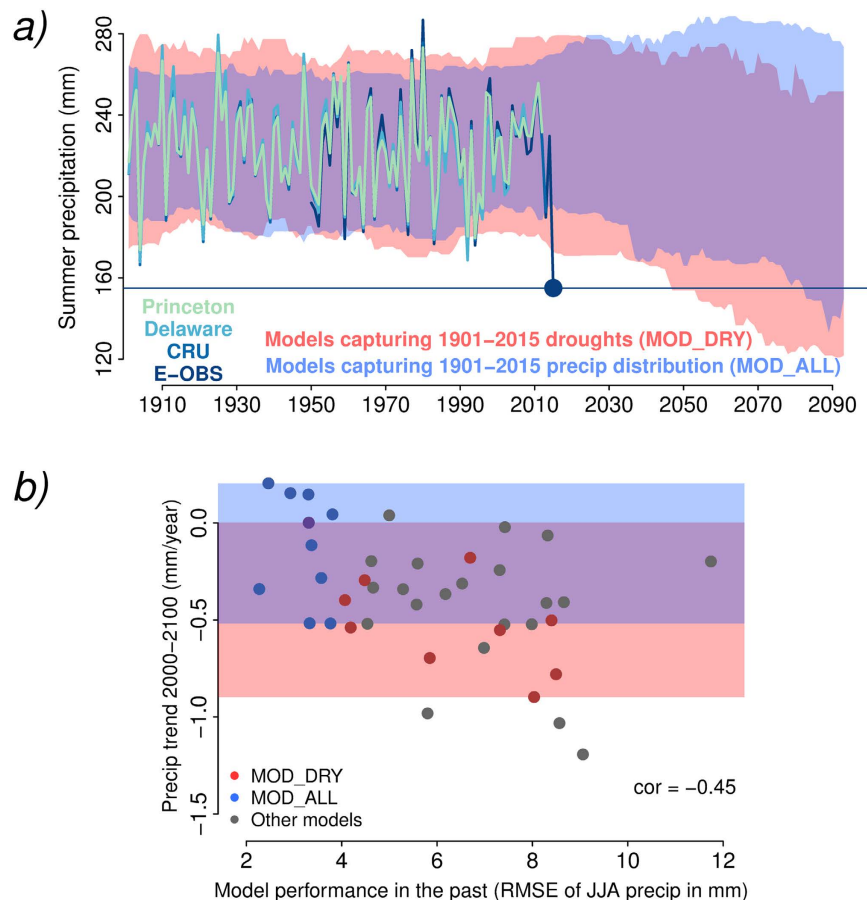 a)
Summer precipitation (mm)
280
240
200
160
120
Princeton
Delaware
CRU
E−OBS
Models capturing 1901−2015 droughts (MOD_DRY)
Models capturing 1901−2015 precip distribution (MOD_ALL)
1910 1930 1950 1970 1990 2010 2030 2050 2070 2090
b)
Precip trend 2000−2100 (mm/year)
0.0
−0.5
−1.0
−1.5
MOD_DRY
MOD_ALL
Other models
cor = −0.45
2 4 6 8 10 12
Model performance in the past (RMSE of JJA precip in mm)